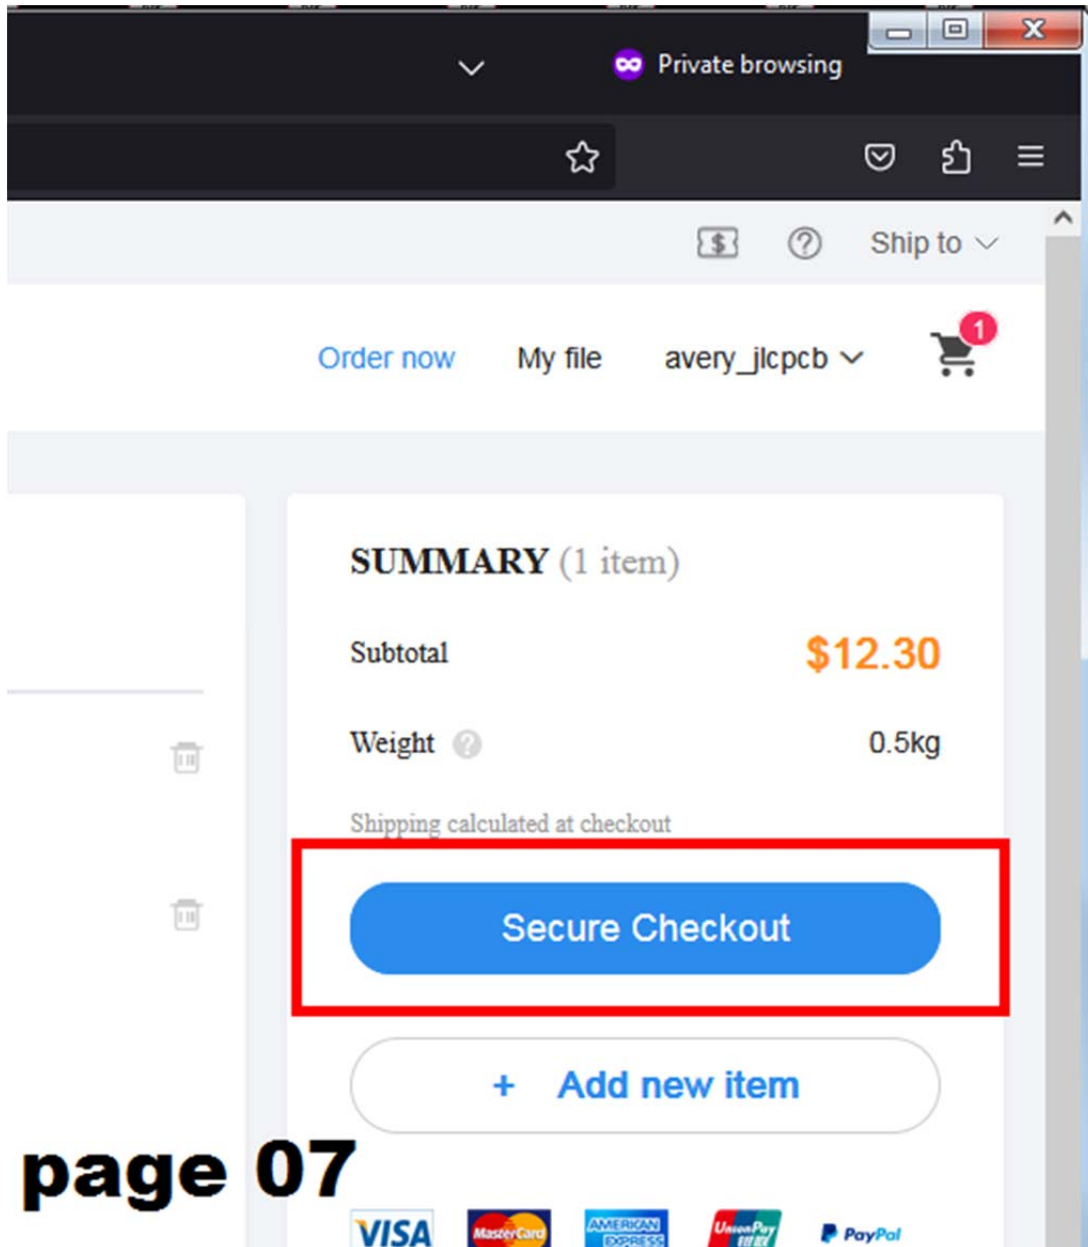 Private browsing
Ship to
1
Order now My file avery_jlcpcb
SUMMARY (1 item)
Subtotal $12.30
Weight ? 0.5kg
Shipping calculated at checkout
Secure Checkout
+ Add new item
page 07
VISA MasterCard AMERICAN EXPRESS UnionPay PayPal